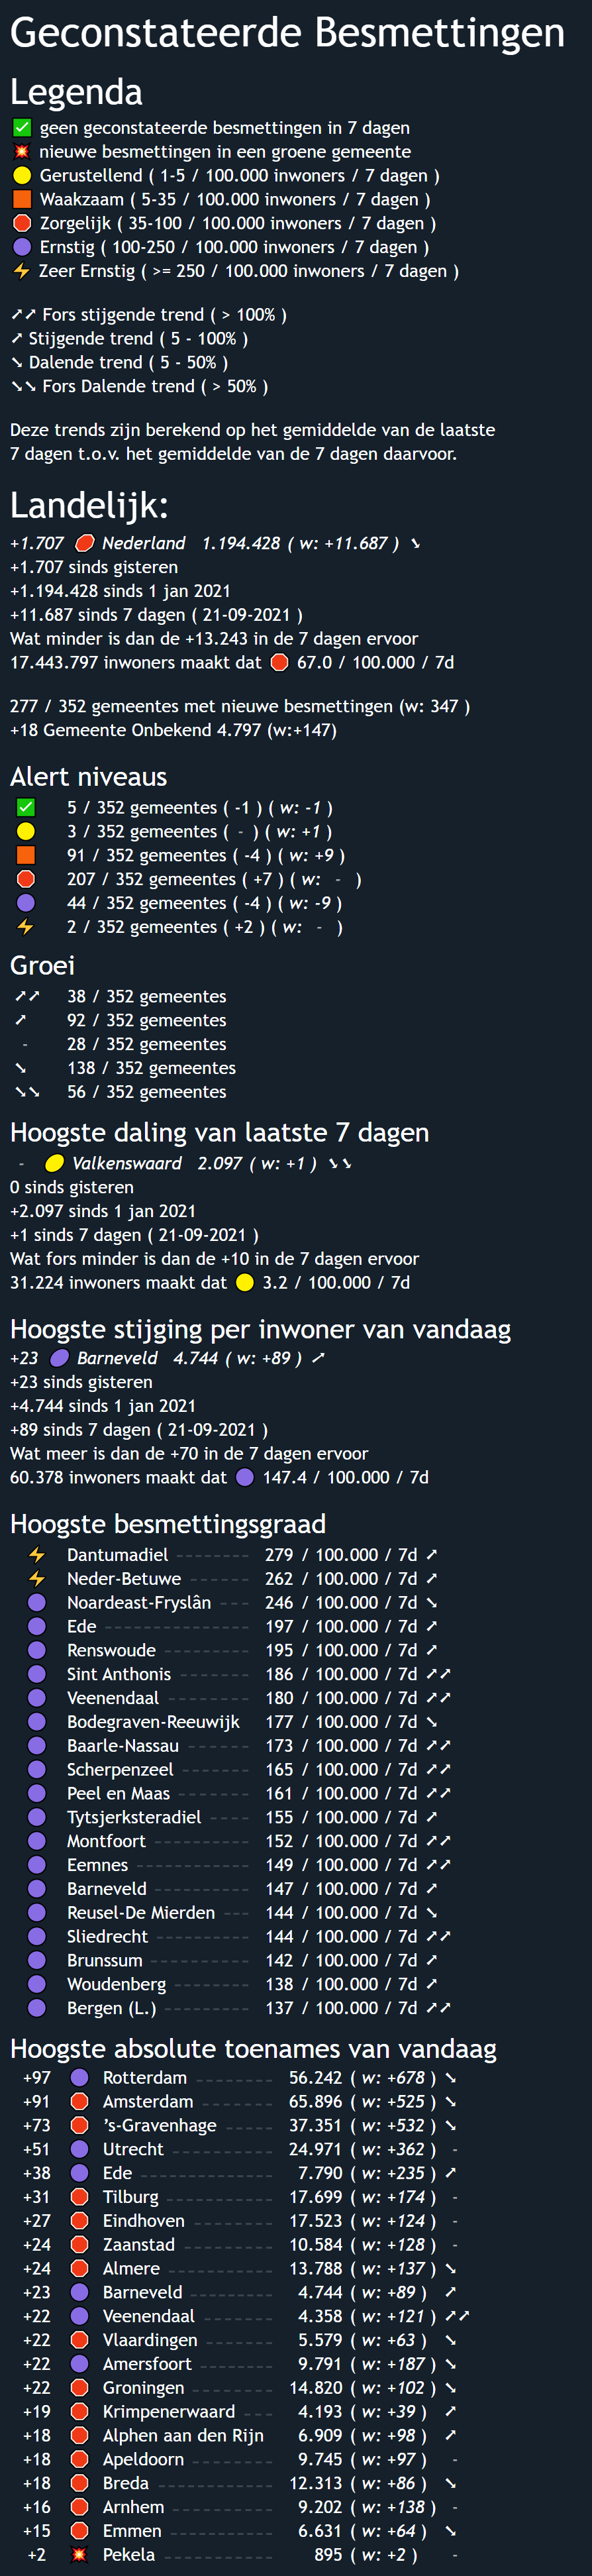 Geconstateerde Besmettingen
Legenda
geen geconstateerde besmettingen in 7 dagen
nieuwe besmettingen in een groene gemeente
Gerustellend ( 1-5 / 100.000 inwoners / 7 dagen )
Waakzaam ( 5-35 / 100.000 inwoners / 7 dagen )
Zorgelijk ( 35-100 / 100.000 inwoners / 7 dagen )
Ernstig ( 100-250 / 100.000 inwoners / 7 dagen )
Zeer Ernstig ( >= 250 / 100.000 inwoners / 7 dagen )
↗↗ Fors stijgende trend ( > 100% )
↗ Stijgende trend ( 5 - 100% )
↘ Dalende trend ( 5 - 50% )
↘↘ Fors Dalende trend ( > 50% )
Deze trends zijn berekend op het gemiddelde van de laatste
7 dagen t.o.v. het gemiddelde van de 7 dagen daarvoor.
Landelijk:
+1.707 Nederland 1.194.428 ( w: +11.687 ) ↘
+1.707 sinds gisteren
+1.194.428 sinds 1 jan 2021
+11.687 sinds 7 dagen ( 21-09-2021 )
Wat minder is dan de +13.243 in de 7 dagen ervoor
17.443.797 inwoners maakt dat 67.0 / 100.000 / 7d
277 / 352 gemeentes met nieuwe besmettingen (w: 347 )
+18 Gemeente Onbekend 4.797 (w:+147)
Alert niveaus
5 / 352 gemeentes ( -1 ) ( w: -1 )
3 / 352 gemeentes ( - ) ( w: +1 )
91 / 352 gemeentes ( -4 ) ( w: +9 )
207 / 352 gemeentes ( +7 ) ( w: - )
44 / 352 gemeentes ( -4 ) ( w: -9 )
2 / 352 gemeentes ( +2 ) ( w: - )
Groei
↗↗ 38 / 352 gemeentes
↗ 92 / 352 gemeentes
- 28 / 352 gemeentes
↘ 138 / 352 gemeentes
↘↘ 56 / 352 gemeentes
Hoogste daling van laatste 7 dagen
- Valkenswaard 2.097 ( w: +1 ) ↘↘
0 sinds gisteren
+2.097 sinds 1 jan 2021
+1 sinds 7 dagen ( 21-09-2021 )
Wat fors minder is dan de +10 in de 7 dagen ervoor
31.224 inwoners maakt dat 3.2 / 100.000 / 7d
Hoogste stijging per inwoner van vandaag
+23 Barneveld 4.744 ( w: +89 ) ↗
+23 sinds gisteren
+4.744 sinds 1 jan 2021
+89 sinds 7 dagen ( 21-09-2021 )
Wat meer is dan de +70 in de 7 dagen ervoor
60.378 inwoners maakt dat 147.4 / 100.000 / 7d
Hoogste besmettingsgraad
Dantumadiel -------- 279 / 100.000 / 7d ↗
Neder-Betuwe ------- 262 / 100.000 / 7d ↗
Noardeast-Fryslân --- 246 / 100.000 / 7d ↘
Ede ---------------- 197 / 100.000 / 7d ↗
Renswoude --------- 195 / 100.000 / 7d ↗
Sint Anthonis ------- 186 / 100.000 / 7d ↗↗
Veenendaal --------- 180 / 100.000 / 7d ↗↗
Bodegraven-Reeuwijk 177 / 100.000 / 7d ↘
Baarle-Nassau ------ 173 / 100.000 / 7d ↗↗
Scherpenzeel ------- 165 / 100.000 / 7d ↗↗
Peel en Maas ------- 161 / 100.000 / 7d ↗↗
Tytsjerksteradiel ---- 155 / 100.000 / 7d ↗
Montfoort ---------- 152 / 100.000 / 7d ↗↗
Eemnes ------------ 149 / 100.000 / 7d ↗↗
Barneveld ---------- 147 / 100.000 / 7d ↗
Reusel-De Mierden --- 144 / 100.000 / 7d ↘
Sliedrecht ---------- 144 / 100.000 / 7d ↗↗
Brunssum ---------- 142 / 100.000 / 7d ↗
Woudenberg -------- 138 / 100.000 / 7d ↗
Bergen (L.) --------- 137 / 100.000 / 7d ↗↗
Hoogste absolute toenames van vandaag
+97 Rotterdam -------- 56.242 ( w: +678 ) ↘
+91 Amsterdam -------- 65.896 ( w: +525 ) ↘
+73 's-Gravenhage ----- 37.351 ( w: +532 ) ↘
+51 Utrecht ----------- 24.971 ( w: +362 ) -
+38 Ede -------------- 7.790 ( w: +235 ) ↗
+31 Tilburg ----------- 17.699 ( w: +174 ) -
+27 Eindhoven -------- 17.523 ( w: +124 ) -
+24 Zaanstad --------- 10.584 ( w: +128 ) -
+24 Almere ----------- 13.788 ( w: +137 ) ↘
+23 Barneveld --------- 4.744 ( w: +89 ) ↗
+22 Veenendaal ------- 4.358 ( w: +121 ) ↗↗
+22 Vlaardingen ------- 5.579 ( w: +63 ) ↘
+22 Amersfoort -------- 9.791 ( w: +187 ) ↘
+22 Groningen --------- 14.820 ( w: +102 ) ↘
+19 Krimpenerwaard --- 4.193 ( w: +39 ) ↗
+18 Alphen aan den Rijn 6.909 ( w: +98 ) ↗
+18 Apeldoorn --------- 9.745 ( w: +97 ) -
+18 Breda ------------ 12.313 ( w: +86 ) ↘
+16 Arnhem ----------- 9.202 ( w: +138 ) -
+15 Emmen ----------- 6.631 ( w: +64 ) ↘
+2 Pekela ------------ 895 ( w: +2 ) -